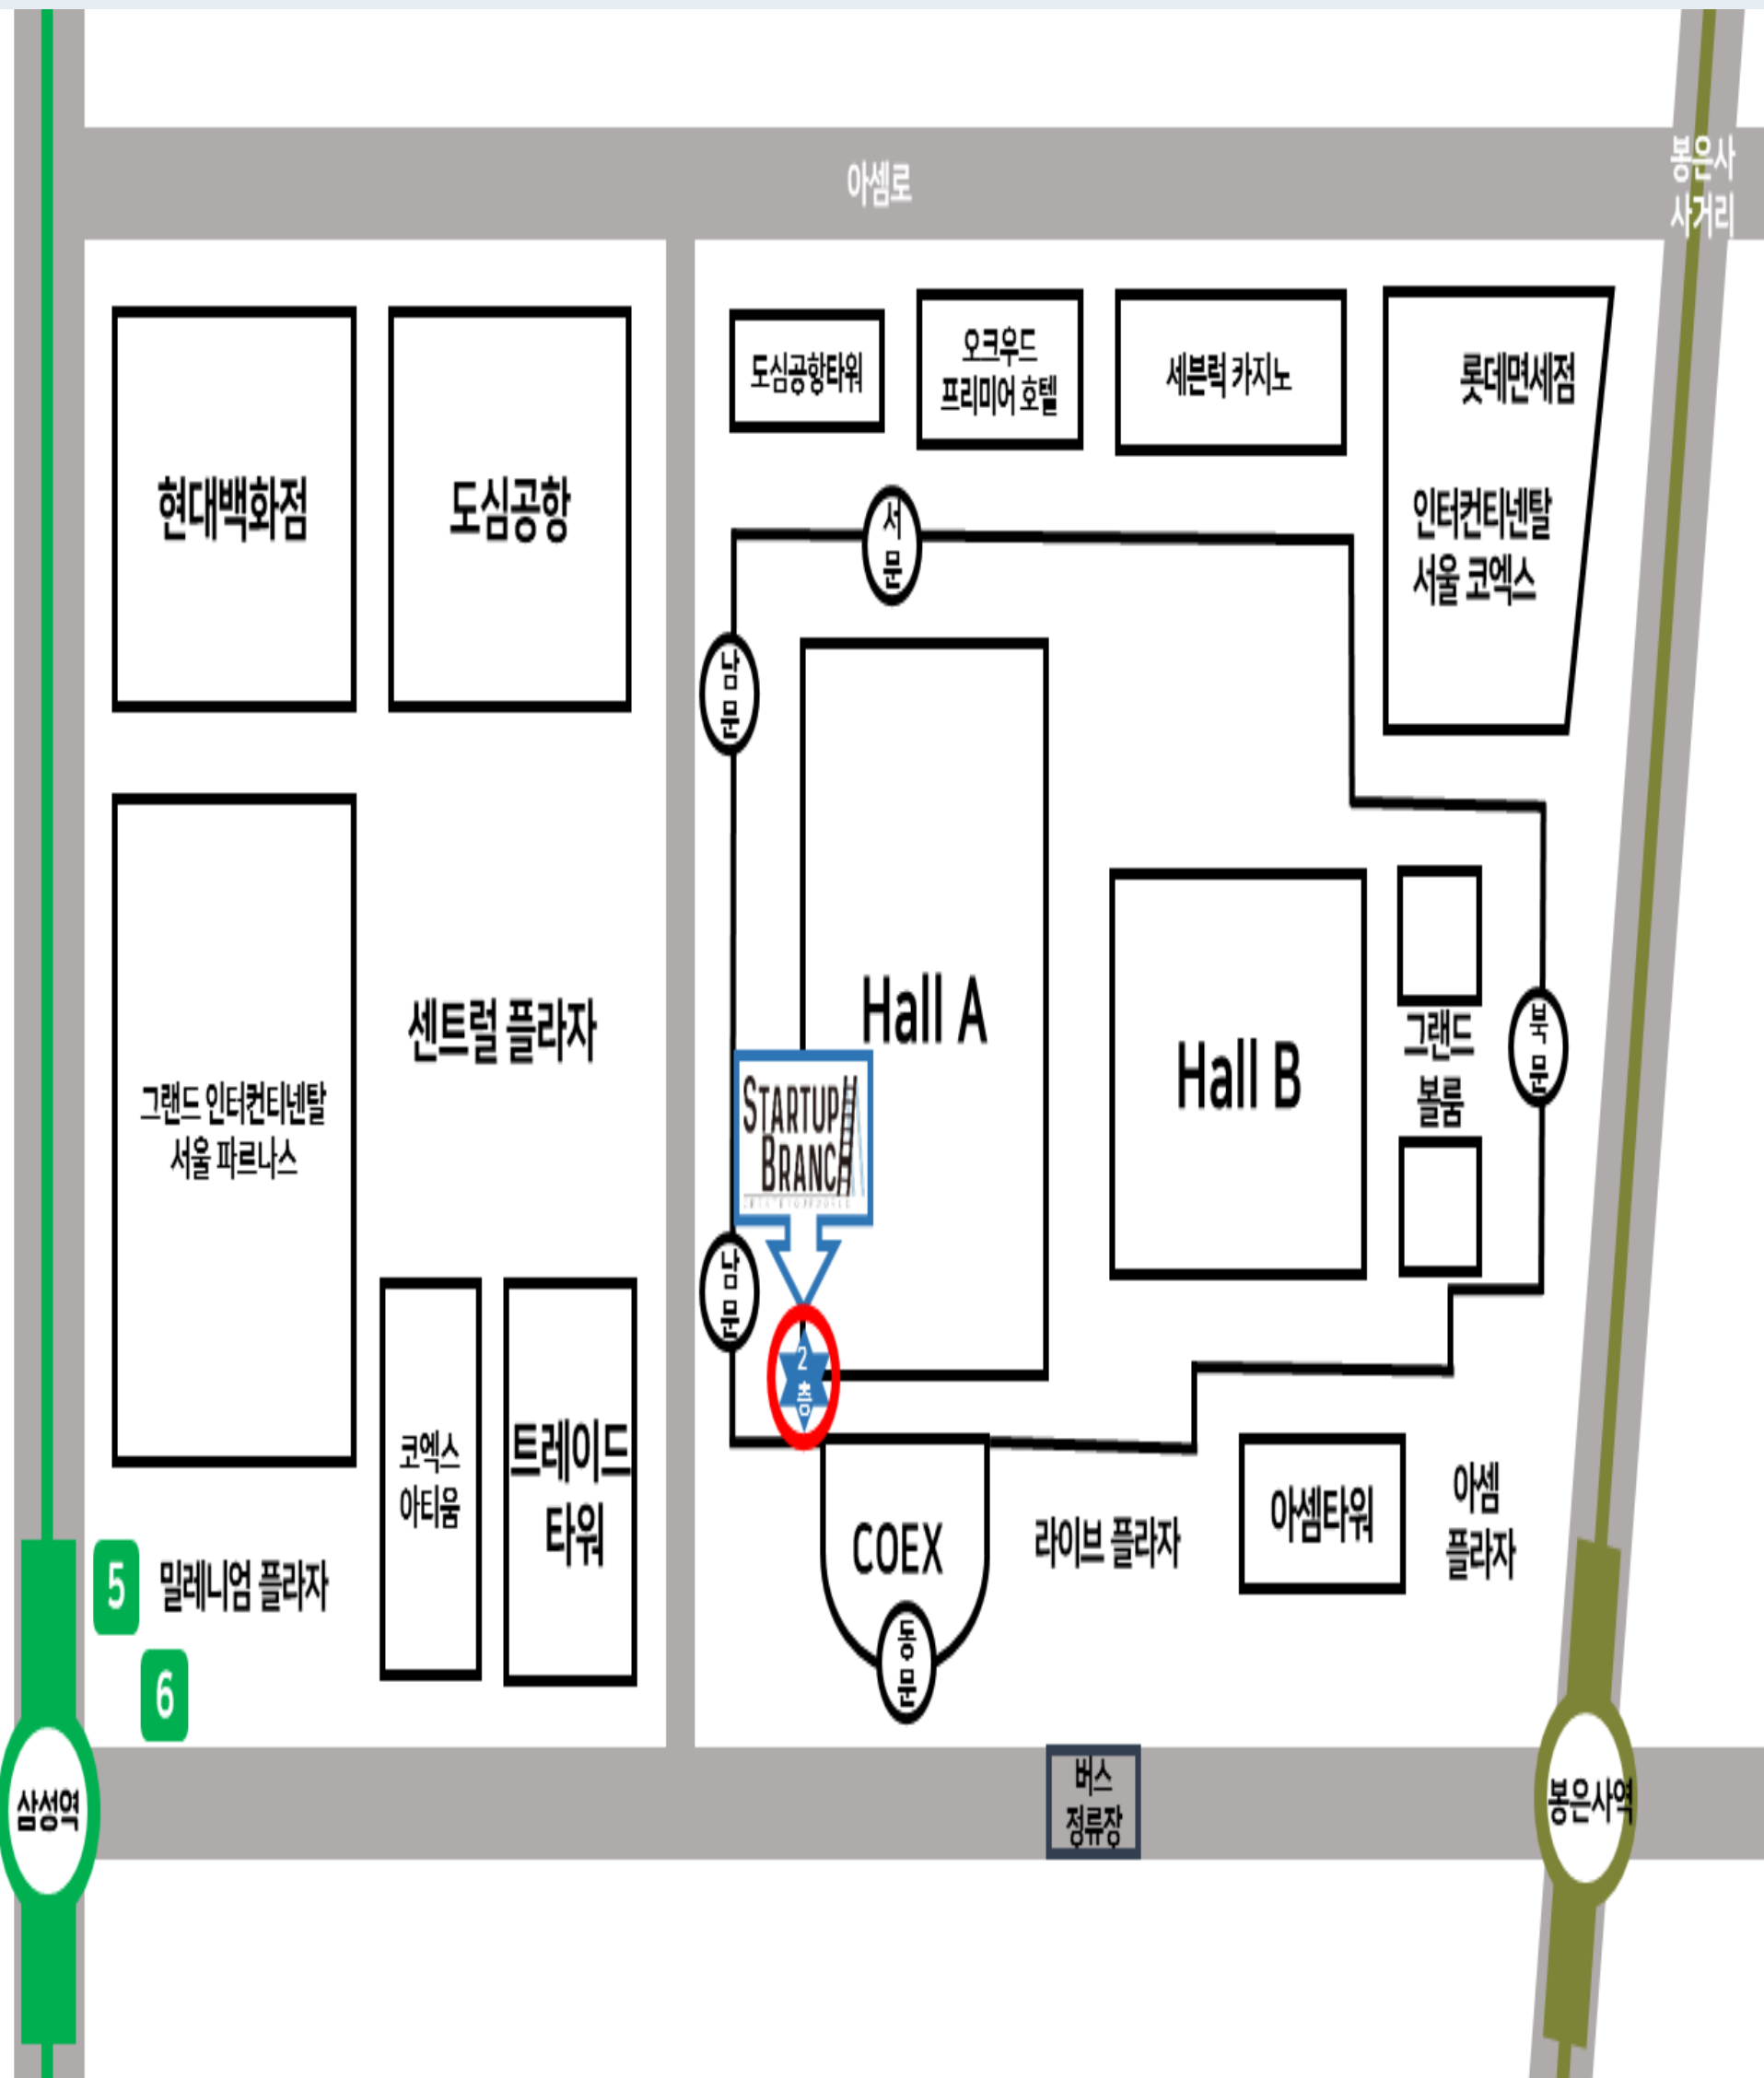 아셈로
봉은사
사거리
현대백화점
도심공항
도심공항타워
오크우드
프리미어 호텔
세븐럭 카지노
롯데면세점
인터컨티넨탈
서울 코엑스
서
문
남
문
그랜드 인터컨티넨탈
서울 파르나스
센트럴 플라자
Hall A
Hall B
그랜드
볼룸
북
문
STARTUP
BRANCH
남
문
2
층
코엑스
아티움
트레이드
타워
COEX
동
문
라이브 플라자
아셈타워
아셈
플라자
5
밀레니엄 플라자
6
삼성역
버스
정류장
봉은사역